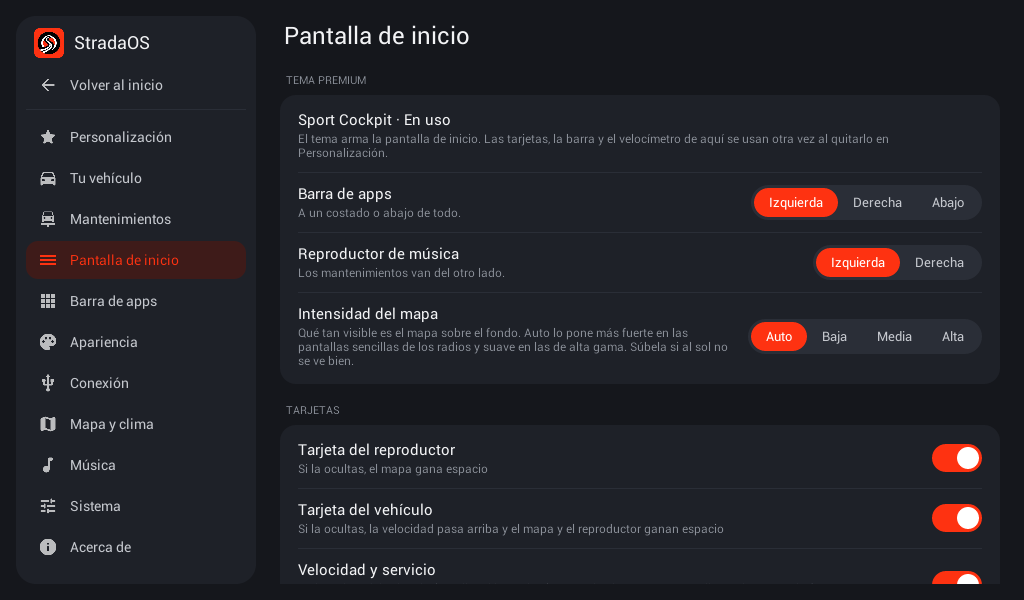 StradaOS
Volver al inicio
Personalización
Tu vehículo
Mantenimientos
Pantalla de inicio
Barra de apps
Apariencia
Conexión
Mapa y clima
Música
Sistema
Acerca de
Pantalla de inicio
TEMA PREMIUM
Sport Cockpit · En uso
El tema arma la pantalla de inicio. Las tarjetas, la barra y el velocímetro de aquí se usan otra vez al quitarlo en
Personalización.
Barra de apps
A un costado o abajo de todo.
Izquierda Derecha Abajo
Reproductor de música
Los mantenimientos van del otro lado.
Izquierda Derecha
Intensidad del mapa
Qué tan visible es el mapa sobre el fondo. Auto lo pone más fuerte en las
pantallas sencillas de los radios y suave en las de alta gama. Súbela si al sol no
se ve bien.
Auto Baja Media Alta
TARJETAS
Tarjeta del reproductor
Si la ocultas, el mapa gana espacio
Tarjeta del vehículo
Si la ocultas, la velocidad pasa arriba y el mapa y el reproductor ganan espacio
Velocidad y servicio